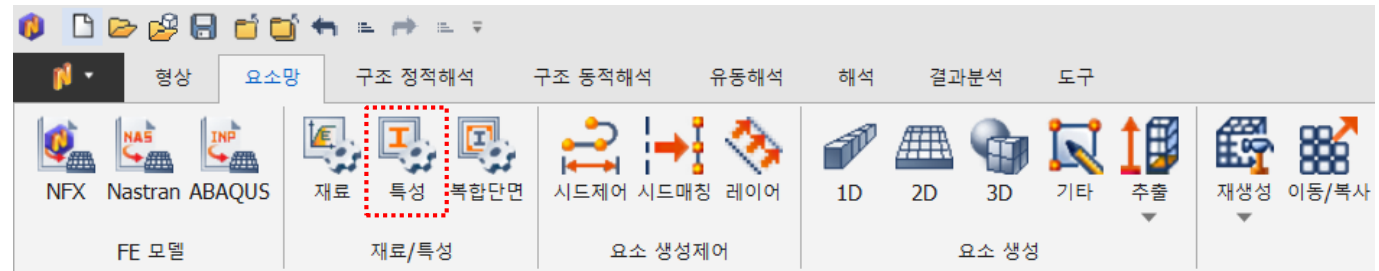 형상 요소망 구조 정적해석 구조 동적해석 유동해석 해석 결과분석 도구
NAS INP
NFX Nastran ABAQUS 재료 특성 복합단면 시드제어 시드매칭 레이어 1D 2D 3D 기타 추출 재생성 이동/복사
FE 모델 재료/특성 요소 생성제어 요소 생성